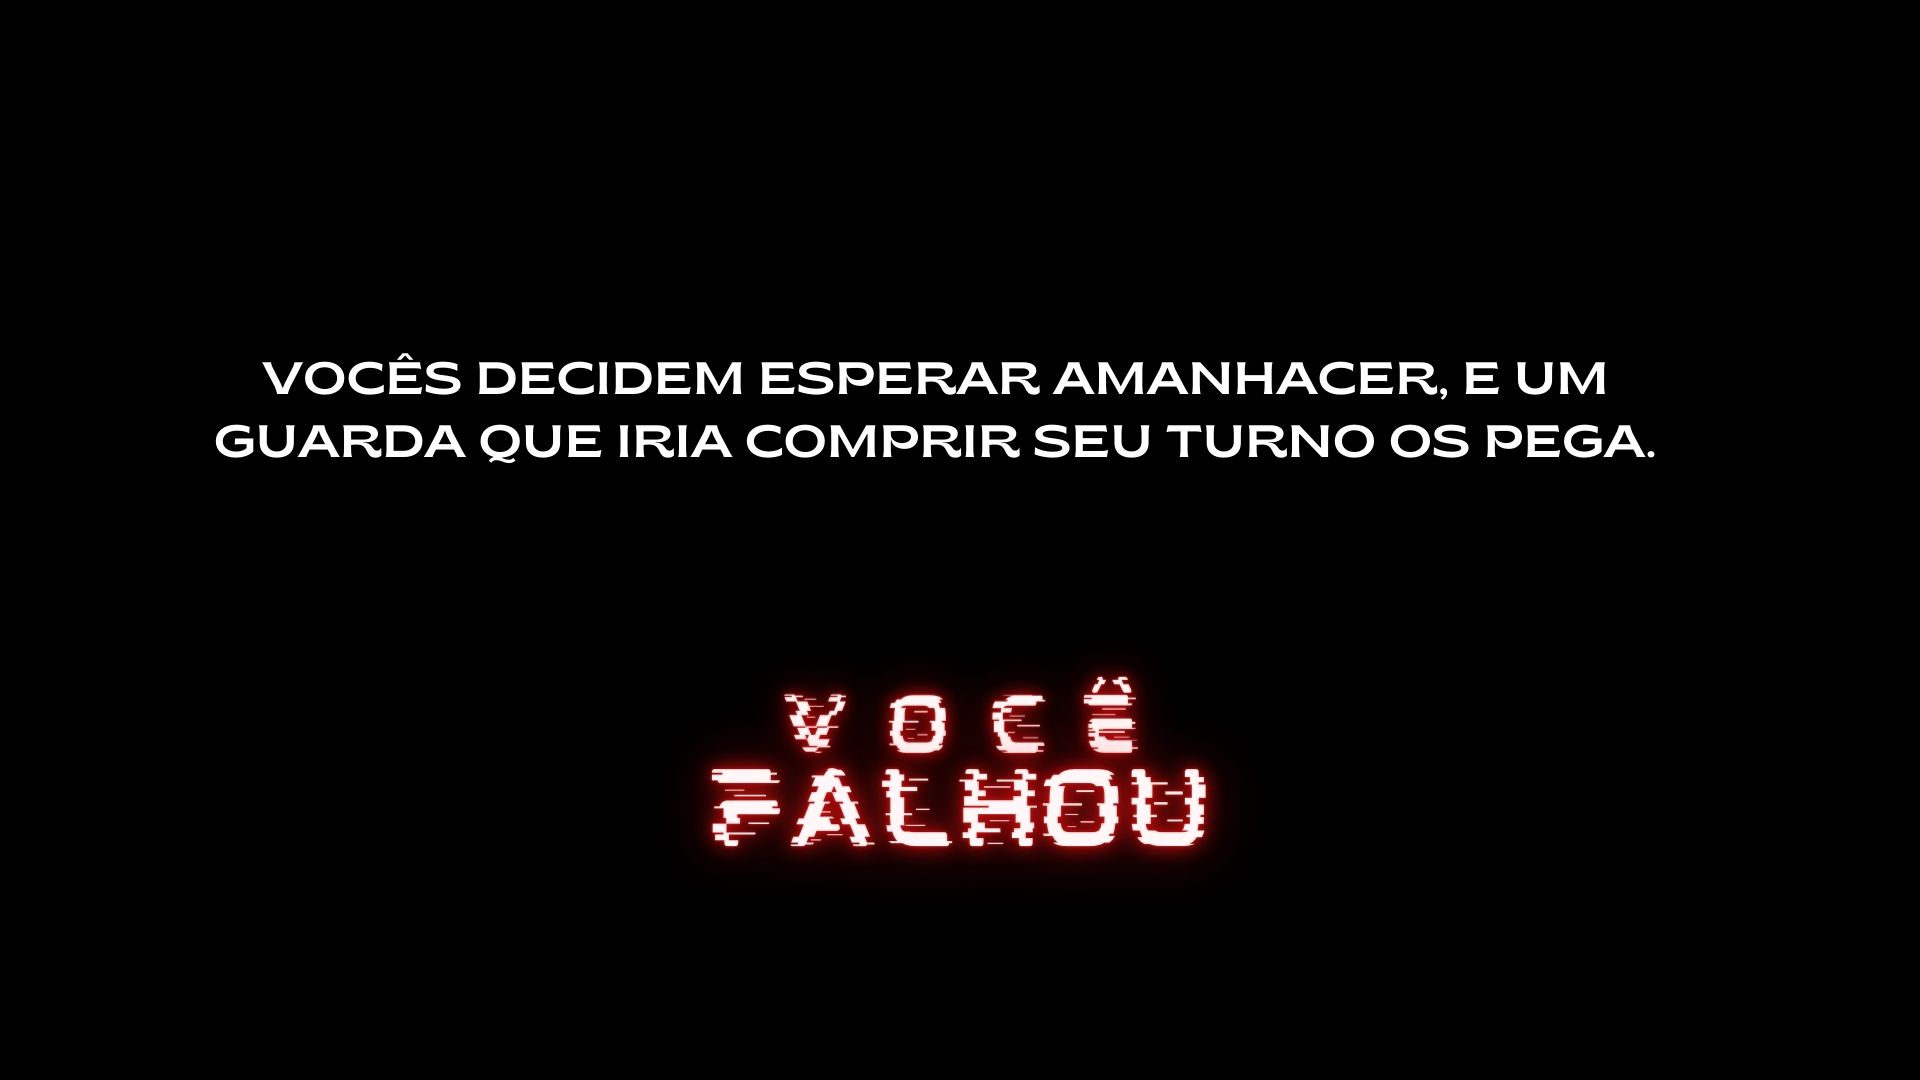 VOCÊS DECIDEM ESPERAR AMANHACER, E UM
GUARDA QUE IRIA COMPRIR SEU TURNO OS PEGA.
VOCÊ
FALHOU